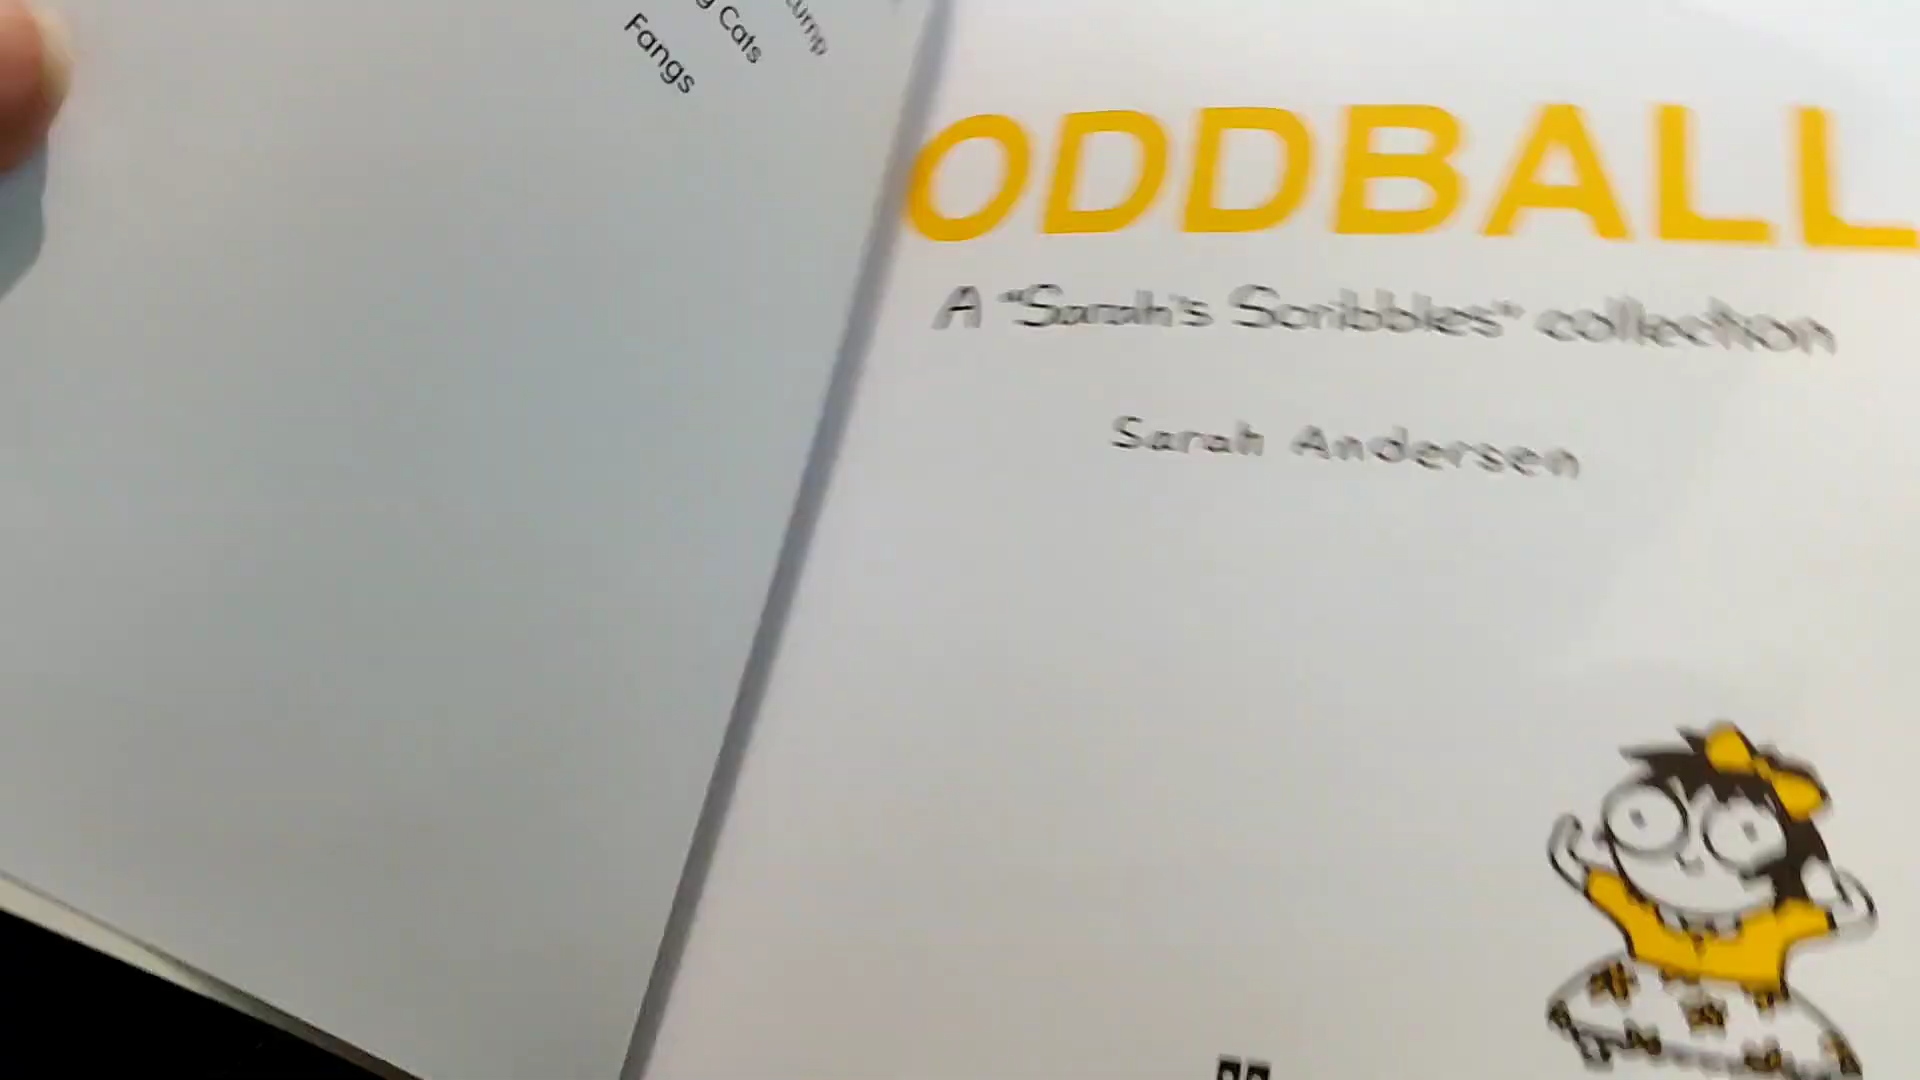 Cats
Fangs
ODDBALL
A "Sarah's Scribbles" collection
Sarah Andersen